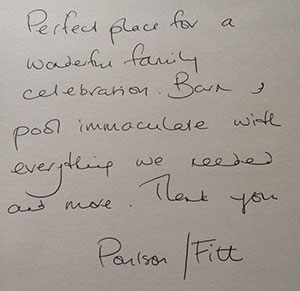 Perfect place for a
wonderful family
celebration. Barn &
pool immaculate with
everything we needed
and more. Thank you
Poulson / Fitt